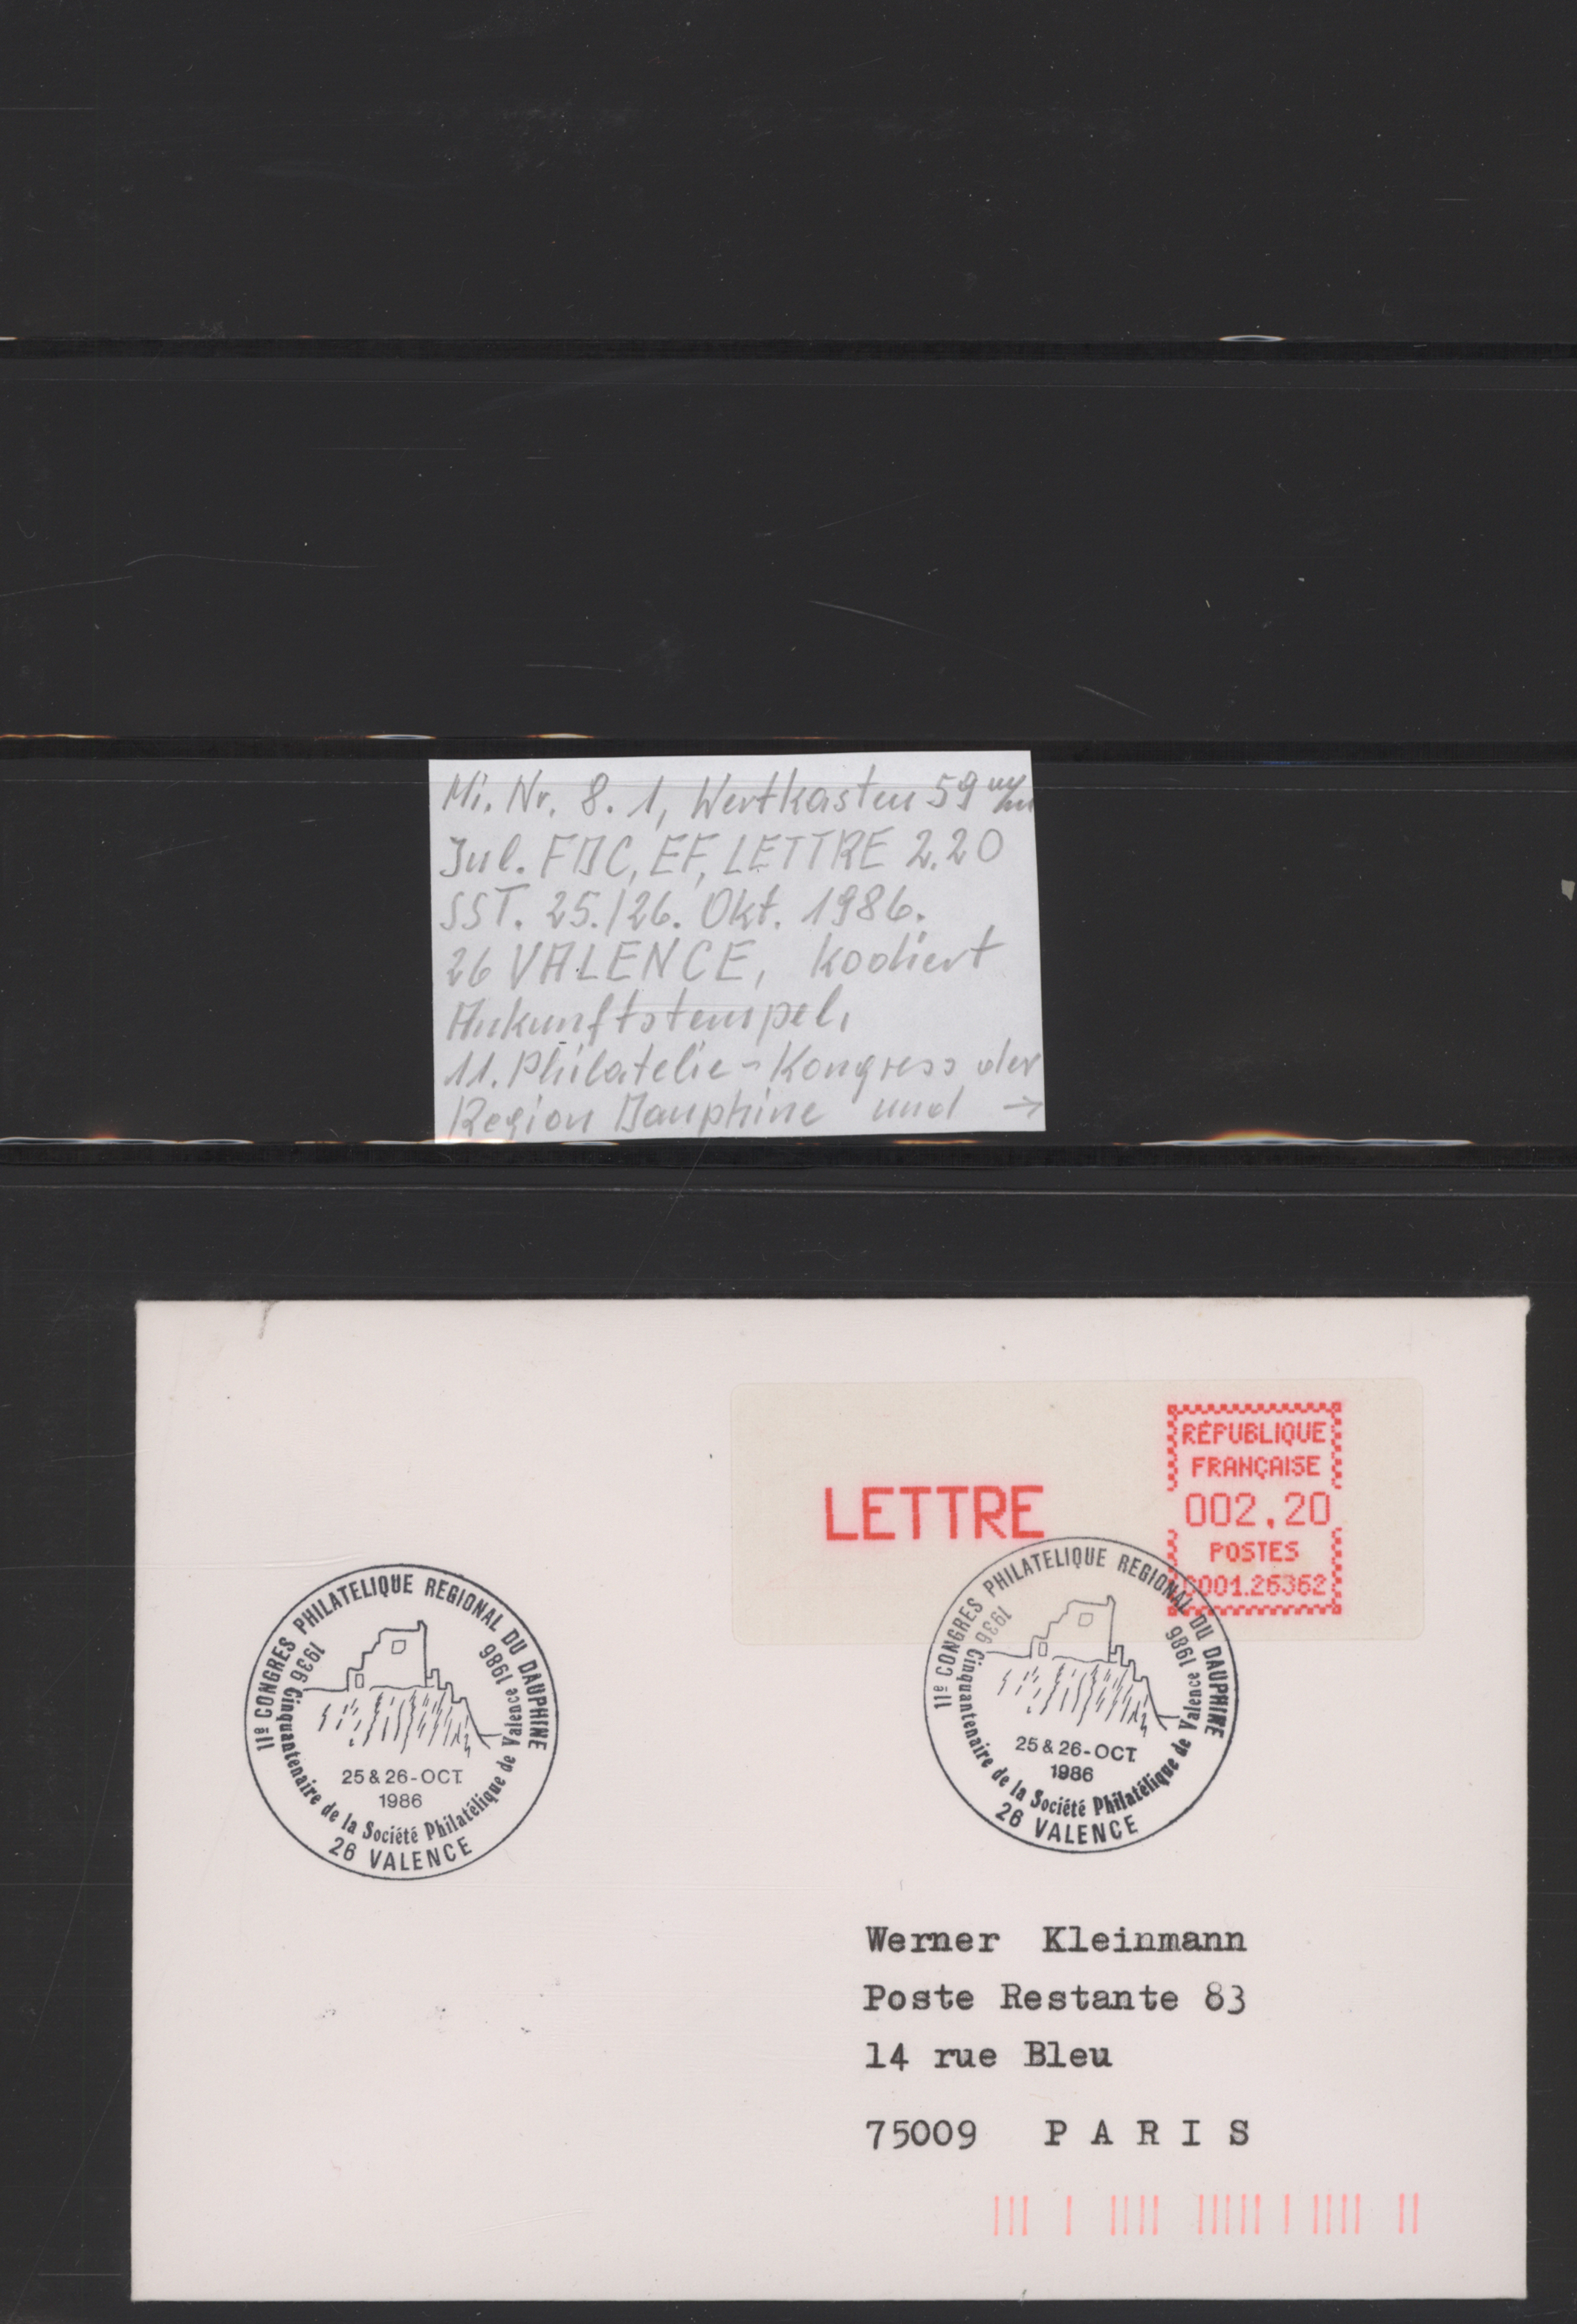 Mi. Nr. 8.1, Wertkasten 59 m/m
Inl. FDC, EF, LETTRE 2.20
SST. 25./26. Okt. 1986.
26 VALENCE, kodiert
Ankunftstempel,
11. Philatelie-Kongress der
Region Dauphine und →
LETTRE
RÉPUBLIQUE
FRANÇAISE
002.20
POSTES
C001.26362
11e CONGRES PHILATELIQUE REGIONAL DU DAUPHINE
1936 Cinquantenaire de la Société Philatélique de Valence 1986
25 & 26-OCT.
1986
26 VALENCE
11e CONGRES PHILATELIQUE REGIONAL DU DAUPHINE
1936 Cinquantenaire de la Société Philatélique de Valence 1986
25 & 26-OCT.
1986
26 VALENCE
Werner Kleinmann
Poste Restante 83
14 rue Bleu
75009 PARIS